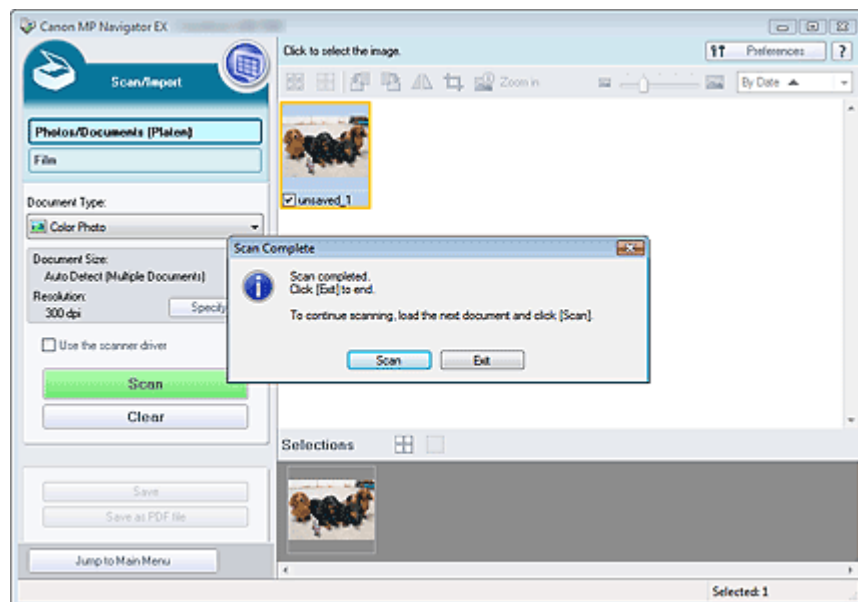 Canon MP Navigator EX
Scan/Import
Click to select the image.
Preferences
?
Zoom in
By Date
Photos/Documents (Platen)
Film
unsaved_1
Document Type:
Color Photo
Document Size:
Auto Detect (Multiple Documents)
Resolution:
300 dpi
Specify
Use the scanner driver
Scan
Clear
Scan Complete
Scan completed.
Click [Exit] to end.
To continue scanning, load the next document and click [Scan].
Scan
Exit
Selections
Save
Save as PDF file
Jump to Main Menu
Selected: 1